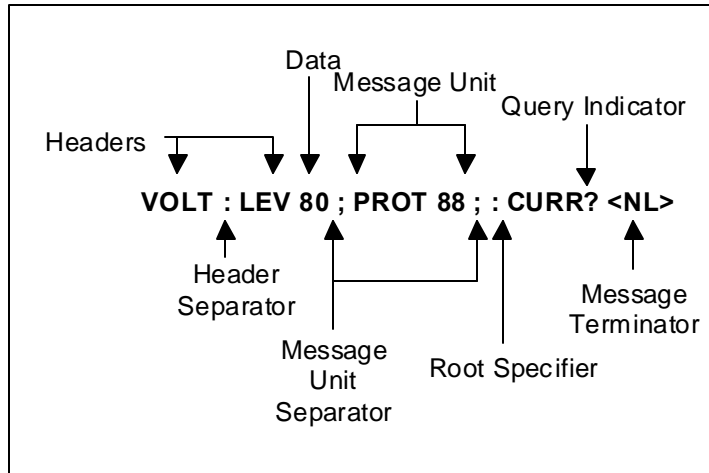 Data
Message Unit
Query Indicator
Headers
VOLT : LEV 80 ; PROT 88 ; : CURR? <NL>
Header
Separator
Message
Terminator
Message
Unit
Separator
Root Specifier